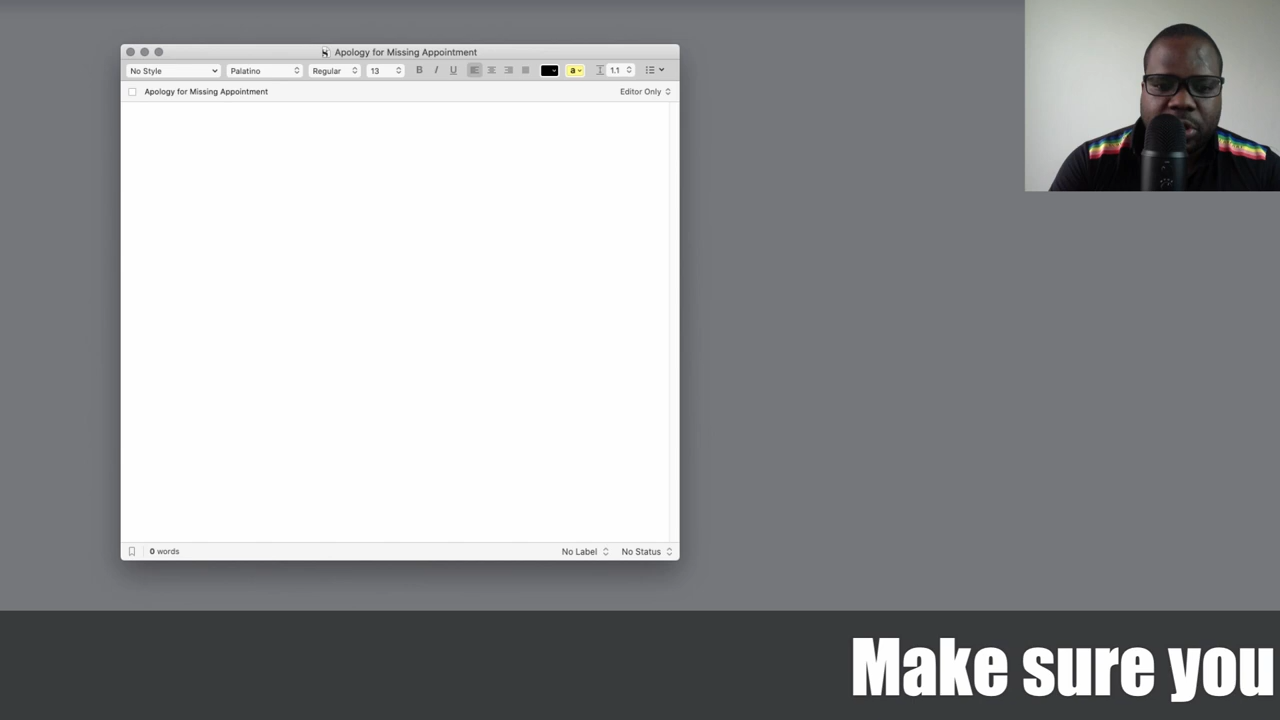 Apology for Missing Appointment
No Style Palatino Regular 13 B I U a 1.1
Apology for Missing Appointment Editor Only
0 words No Label No Status
Make sure you